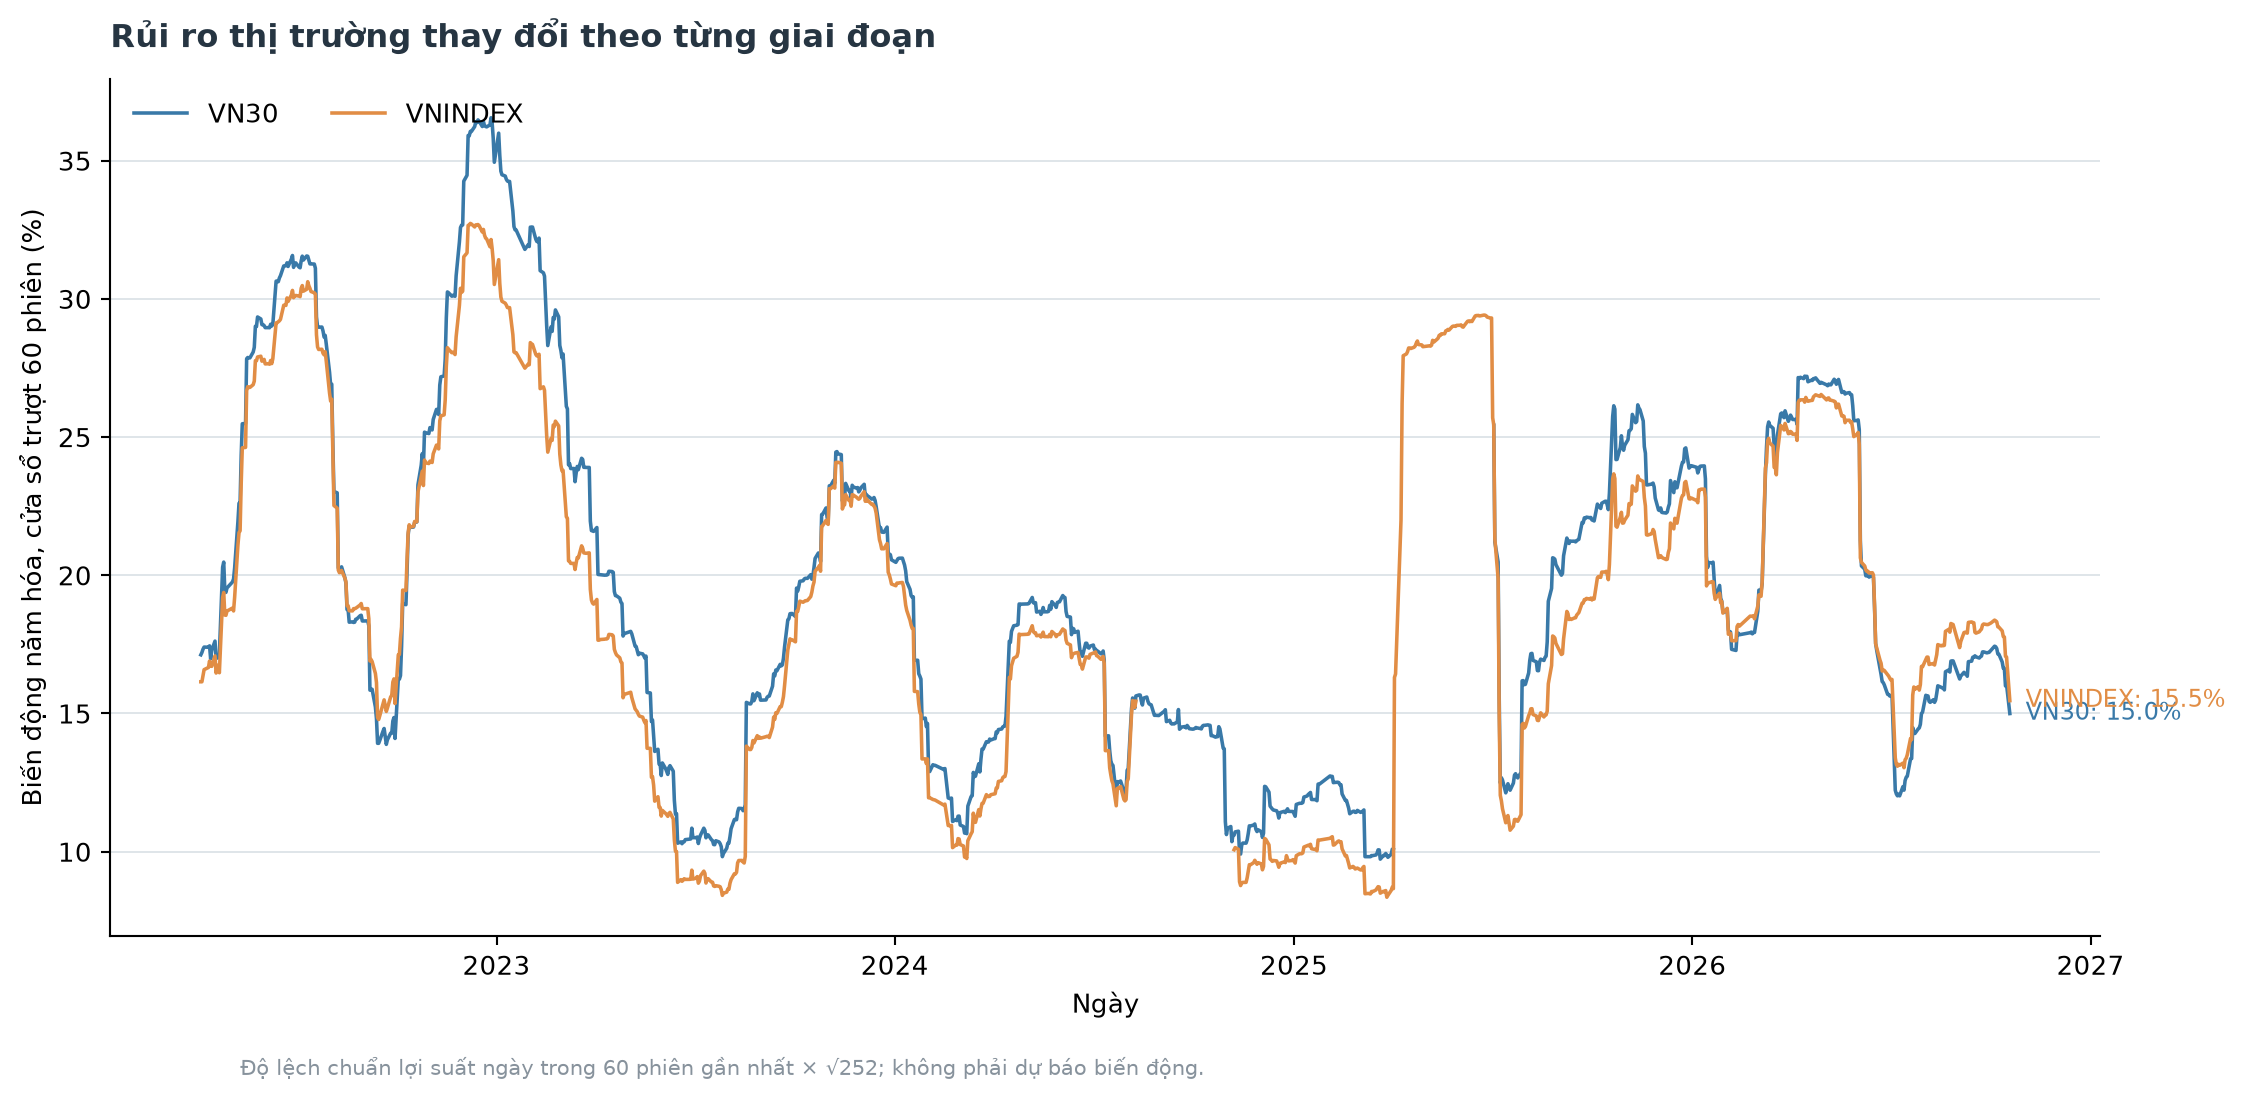 Rủi ro thị trường thay đổi theo từng giai đoạn
VN30
VNINDEX
Biến động năm hóa, cửa sổ trượt 60 phiên (%)
35
30
25
20
15
10
VNINDEX: 15.5%
VN30: 15.0%
2023
2024
2025
2026
2027
Ngày
Độ lệch chuẩn lợi suất ngày trong 60 phiên gần nhất × √252; không phải dự báo biến động.